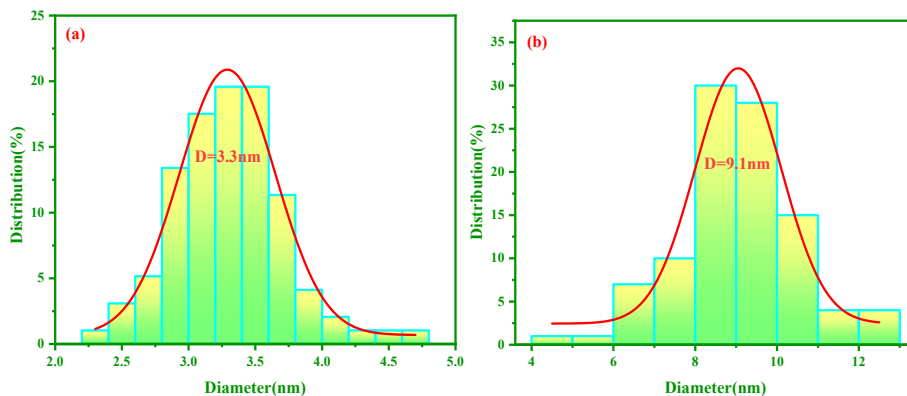 (a)
25
20
15
10
5
0
Distribution(%)
D=3.3nm
2.0 2.5 3.0 3.5 4.0 4.5 5.0
Diameter(nm)
(b)
35
30
25
20
15
10
5
0
Distribution(%)
D=9.1nm
4 6 8 10 12
Diameter(nm)